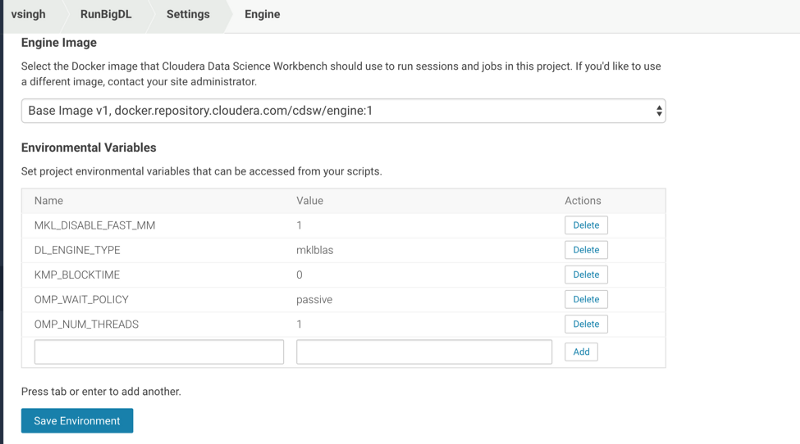 vsingh RunBigDL Settings Engine
Engine Image
Select the Docker image that Cloudera Data Science Workbench should use to run sessions and jobs in this project. If you'd like to use
a different image, contact your site administrator.
Base Image v1, docker.repository.cloudera.com/cdsw/engine:1
Environmental Variables
Set project environmental variables that can be accessed from your scripts.
Name Value Actions
MKL_DISABLE_FAST_MM 1 Delete
DL_ENGINE_TYPE mklblas Delete
KMP_BLOCKTIME 0 Delete
OMP_WAIT_POLICY passive Delete
OMP_NUM_THREADS 1 Delete
Add
Press tab or enter to add another.
Save Environment